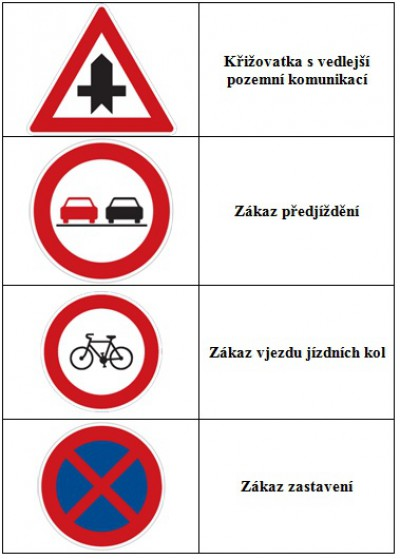 Křižovatka s vedlejší
pozemní komunikací
Zákaz předjíždění
Zákaz vjezdu jízdních kol
Zákaz zastavení